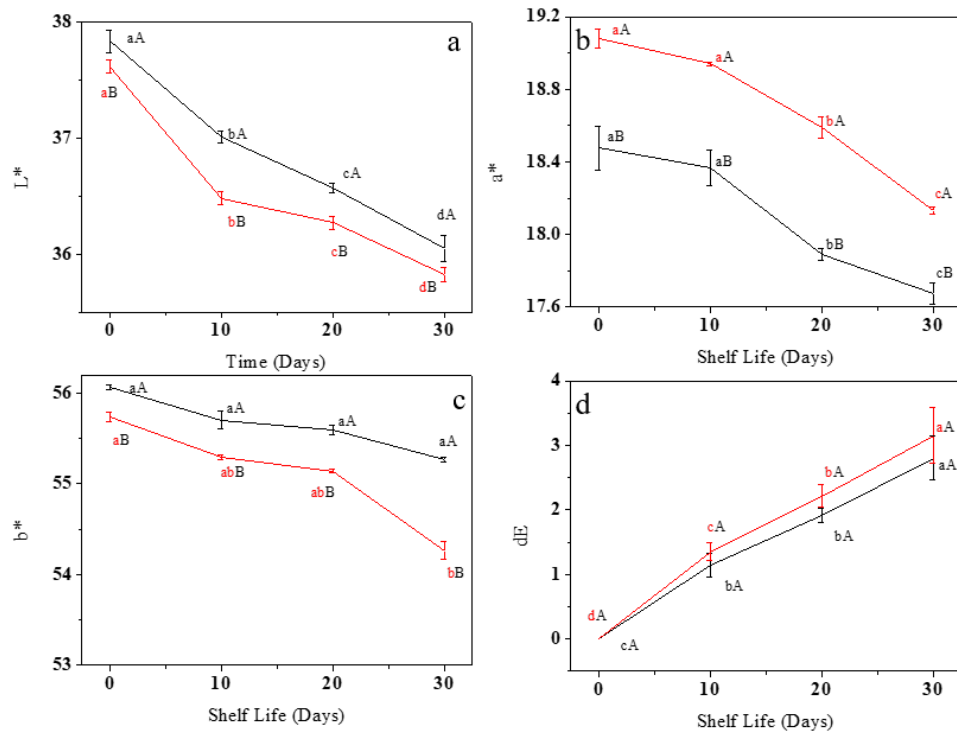 38
aA
a
37
bA
cA
dA
36
aB
bB
cB
dB
L*
0
10
20
30
Time (Days)
19.2
b
aA
aA
18.8
bA
18.4
aB
aB
cA
18.0
bB
cB
17.6
a*
0
10
20
30
Shelf Life (Days)
56
aA
c
aA
aA
aA
55
aB
abB
abB
54
bB
53
b*
0
10
20
30
Shelf Life (Days)
4
d
aA
3
bA
aA
2
cA
bA
1
bA
dA
0
cA
dE
0
10
20
30
Shelf Life (Days)